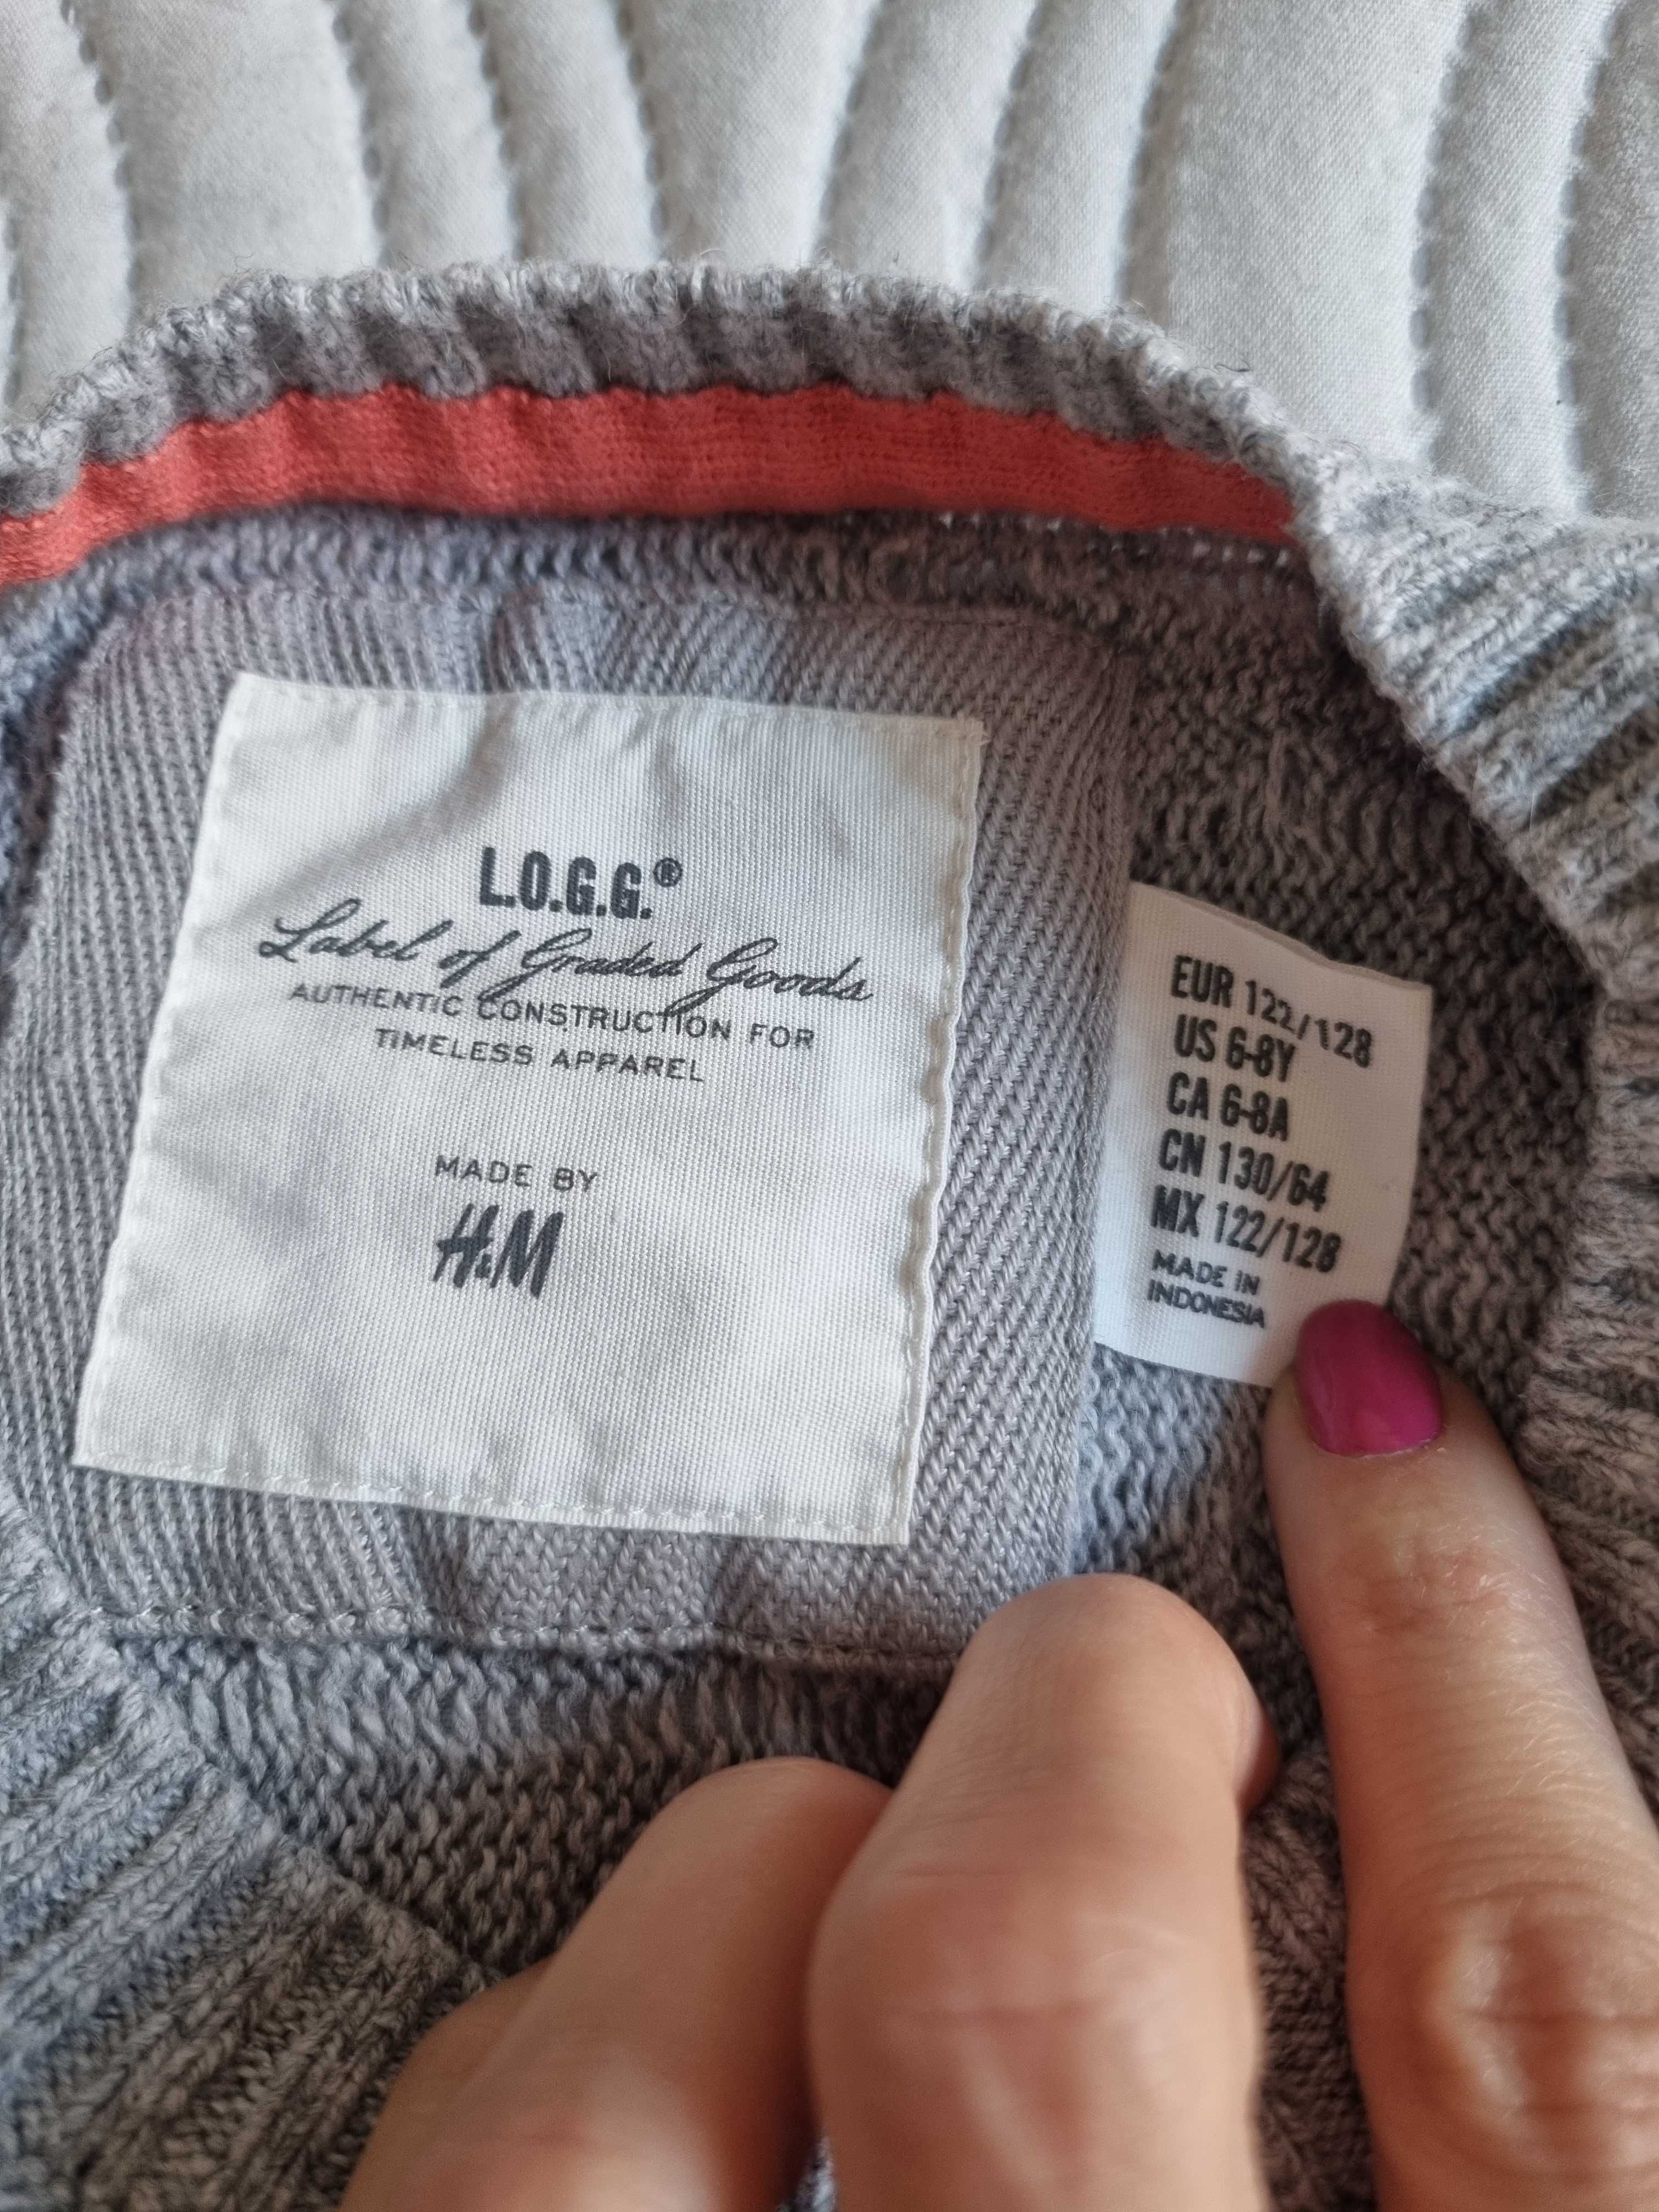 L.O.G.G.®
Label of Graded Goods
AUTHENTIC CONSTRUCTION FOR
TIMELESS APPAREL
MADE BY
H&M
EUR 122/128
US 6-8Y
CA 6-8A
CN 130/64
MX 122/128
MADE IN
INDONESIA